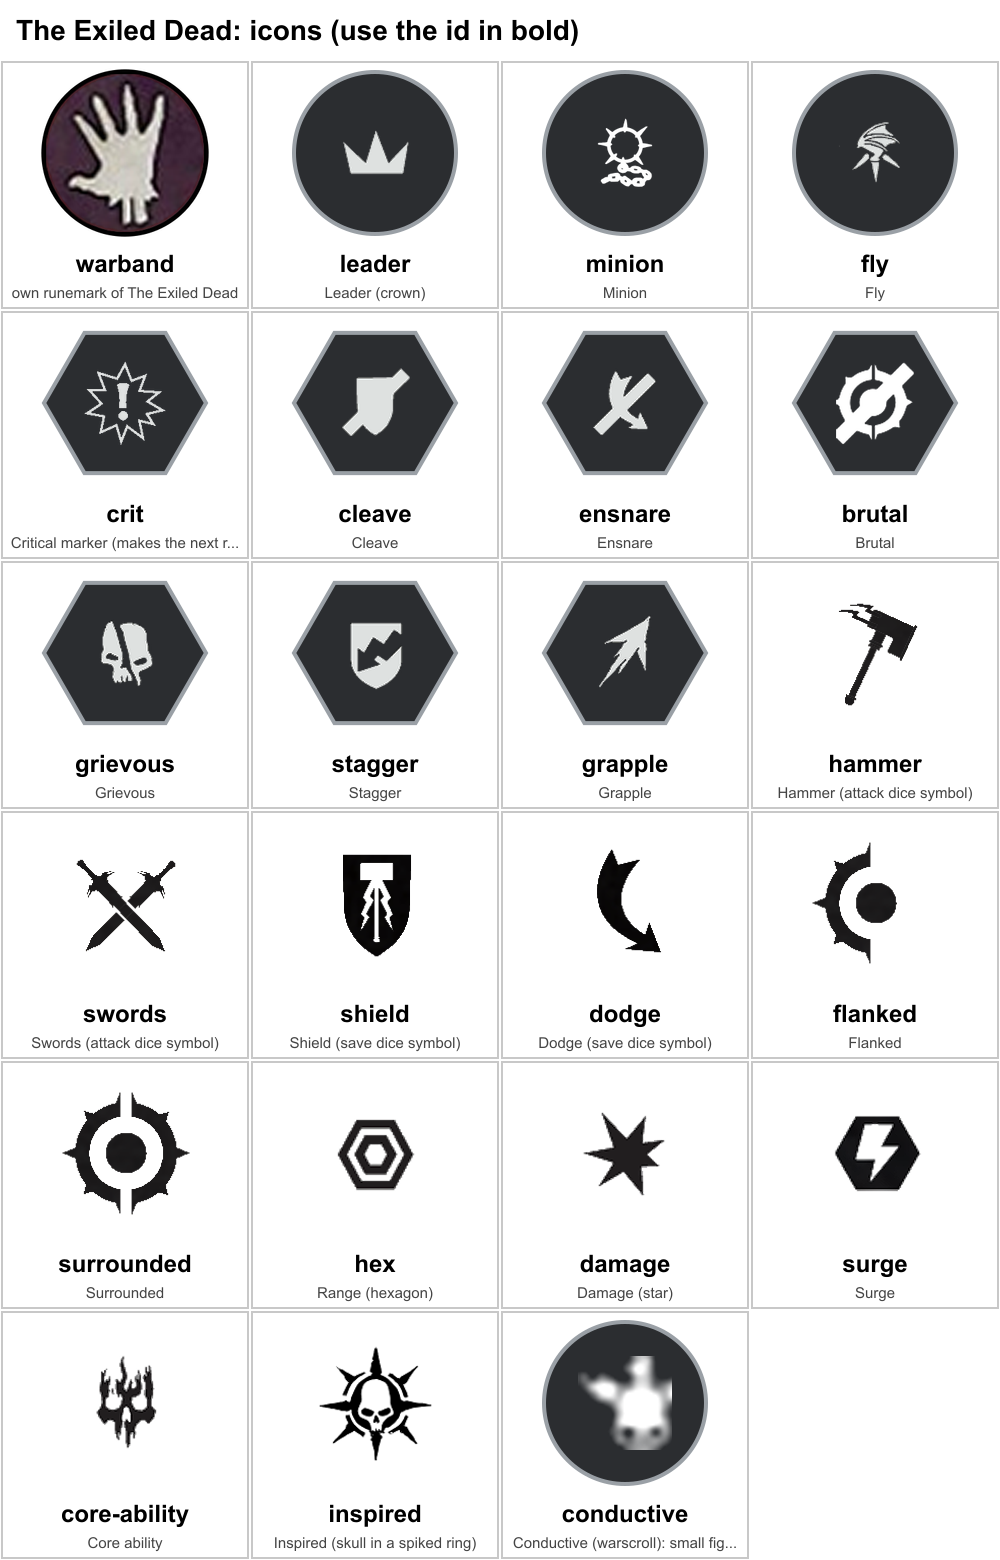 The Exiled Dead: icons (use the id in bold)
warband
own runemark of The Exiled Dead
leader
Leader (crown)
minion
Minion
fly
Fly
crit
Critical marker (makes the next r...
cleave
Cleave
ensnare
Ensnare
brutal
Brutal
grievous
Grievous
stagger
Stagger
grapple
Grapple
hammer
Hammer (attack dice symbol)
swords
Swords (attack dice symbol)
shield
Shield (save dice symbol)
dodge
Dodge (save dice symbol)
flanked
Flanked
surrounded
Surrounded
hex
Range (hexagon)
damage
Damage (star)
surge
Surge
core-ability
Core ability
inspired
Inspired (skull in a spiked ring)
conductive
Conductive (warscroll): small fig...